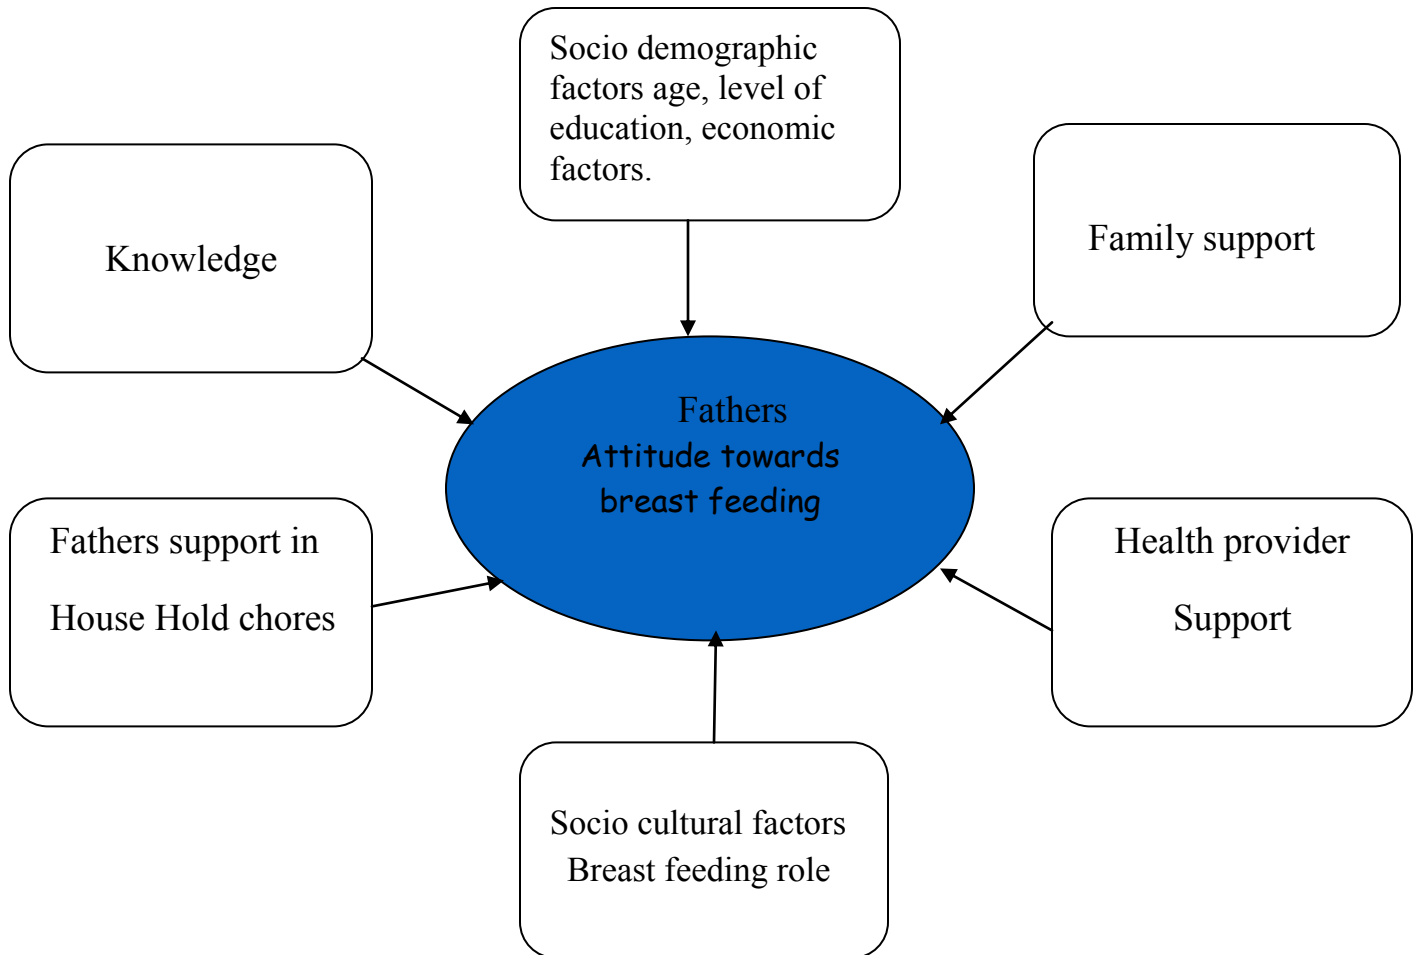 Socio demographic
factors age, level of
education, economic
factors.
Knowledge
Family support
Fathers
Attitude towards
breast feeding
Fathers support in
House Hold chores
Health provider
Support
Socio cultural factors
Breast feeding role